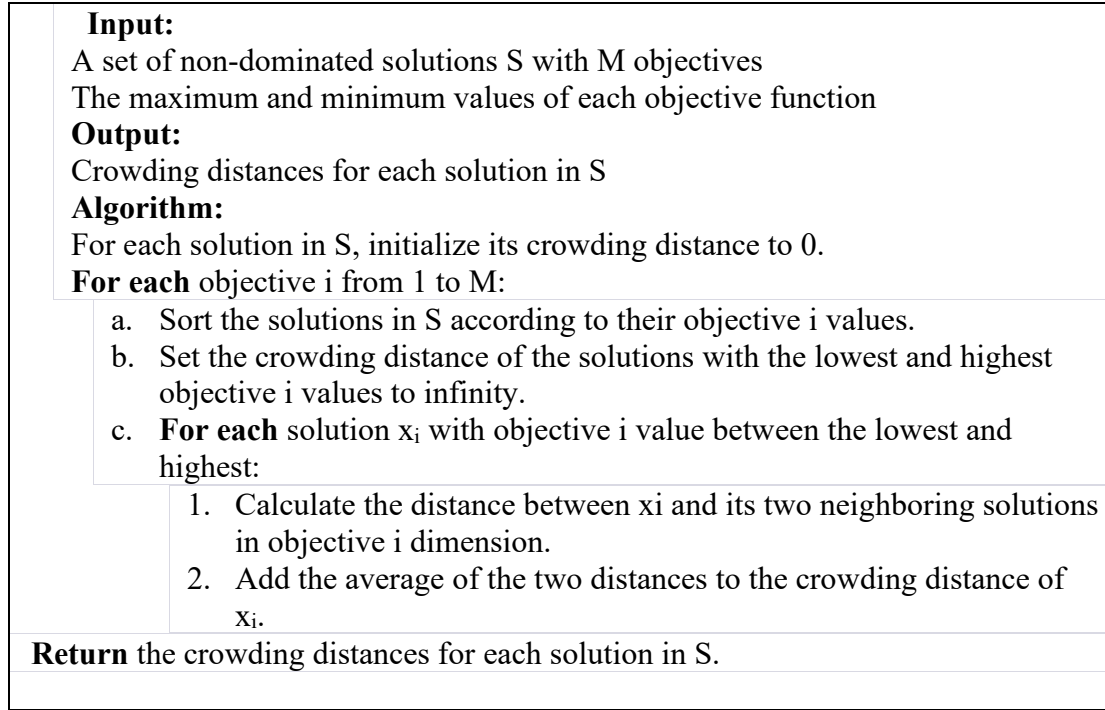 Input:
A set of non-dominated solutions S with M objectives
The maximum and minimum values of each objective function
Output:
Crowding distances for each solution in S
Algorithm:
For each solution in S, initialize its crowding distance to 0.
For each objective i from 1 to M:
a. Sort the solutions in S according to their objective i values.
b. Set the crowding distance of the solutions with the lowest and highest
objective i values to infinity.
c. For each solution xᵢ with objective i value between the lowest and
highest:
1. Calculate the distance between xi and its two neighboring solutions
in objective i dimension.
2. Add the average of the two distances to the crowding distance of
xᵢ.
Return the crowding distances for each solution in S.